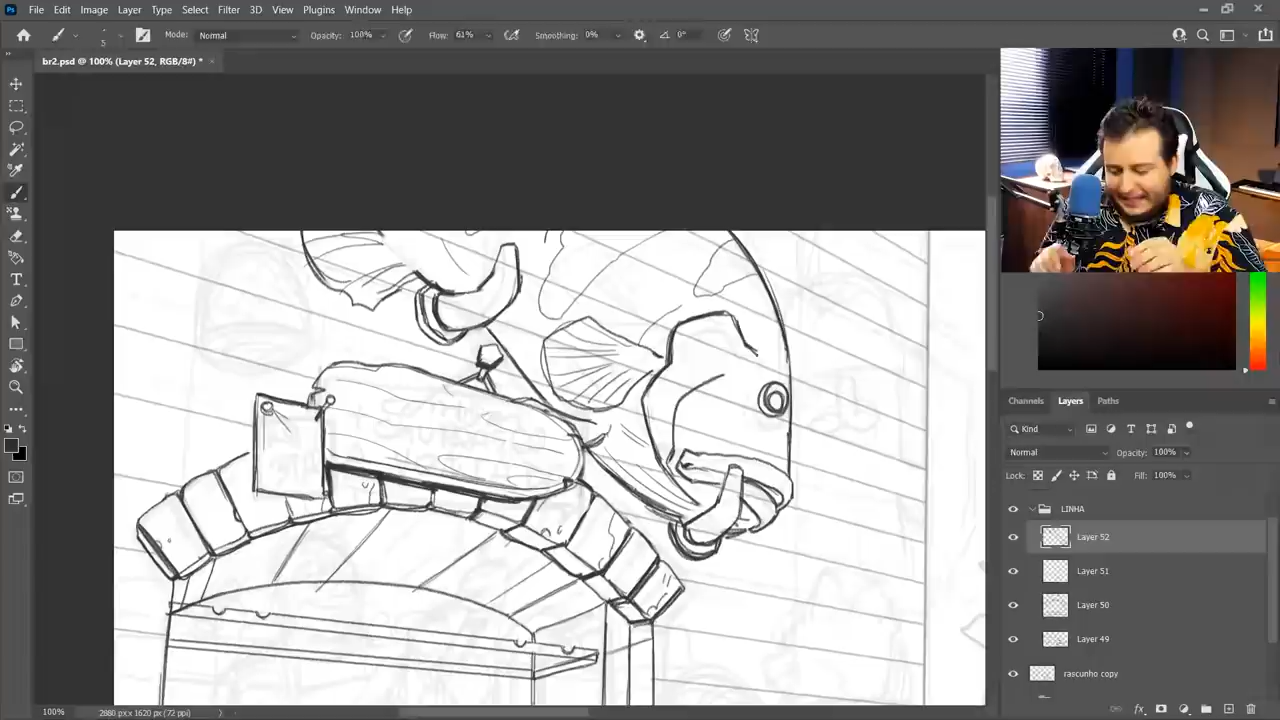 File Edit Image Layer Type Select Filter 3D View Plugins Window Help
5 Mode: Normal Opacity: 100% Flow: 61% Smoothing: 0% 0°
br2.psd @ 100% (Layer 52, RGB/8#) *
Channels Layers Paths
Kind
Normal Opacity: 100%
Lock: Fill: 100%
LINHA
Layer 52
Layer 51
Layer 50
Layer 49
rascunho copy
100% 2880 px x 1620 px (72 ppi)